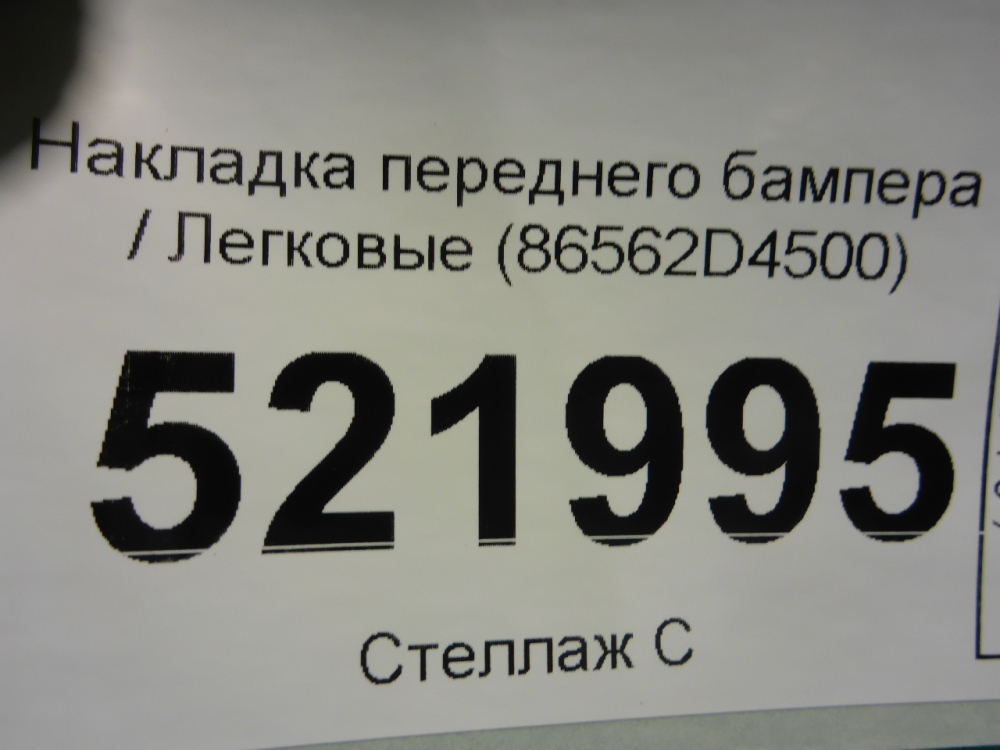 Накладка переднего бампера
/ Легковые (86562D4500)
521995
Стеллаж С